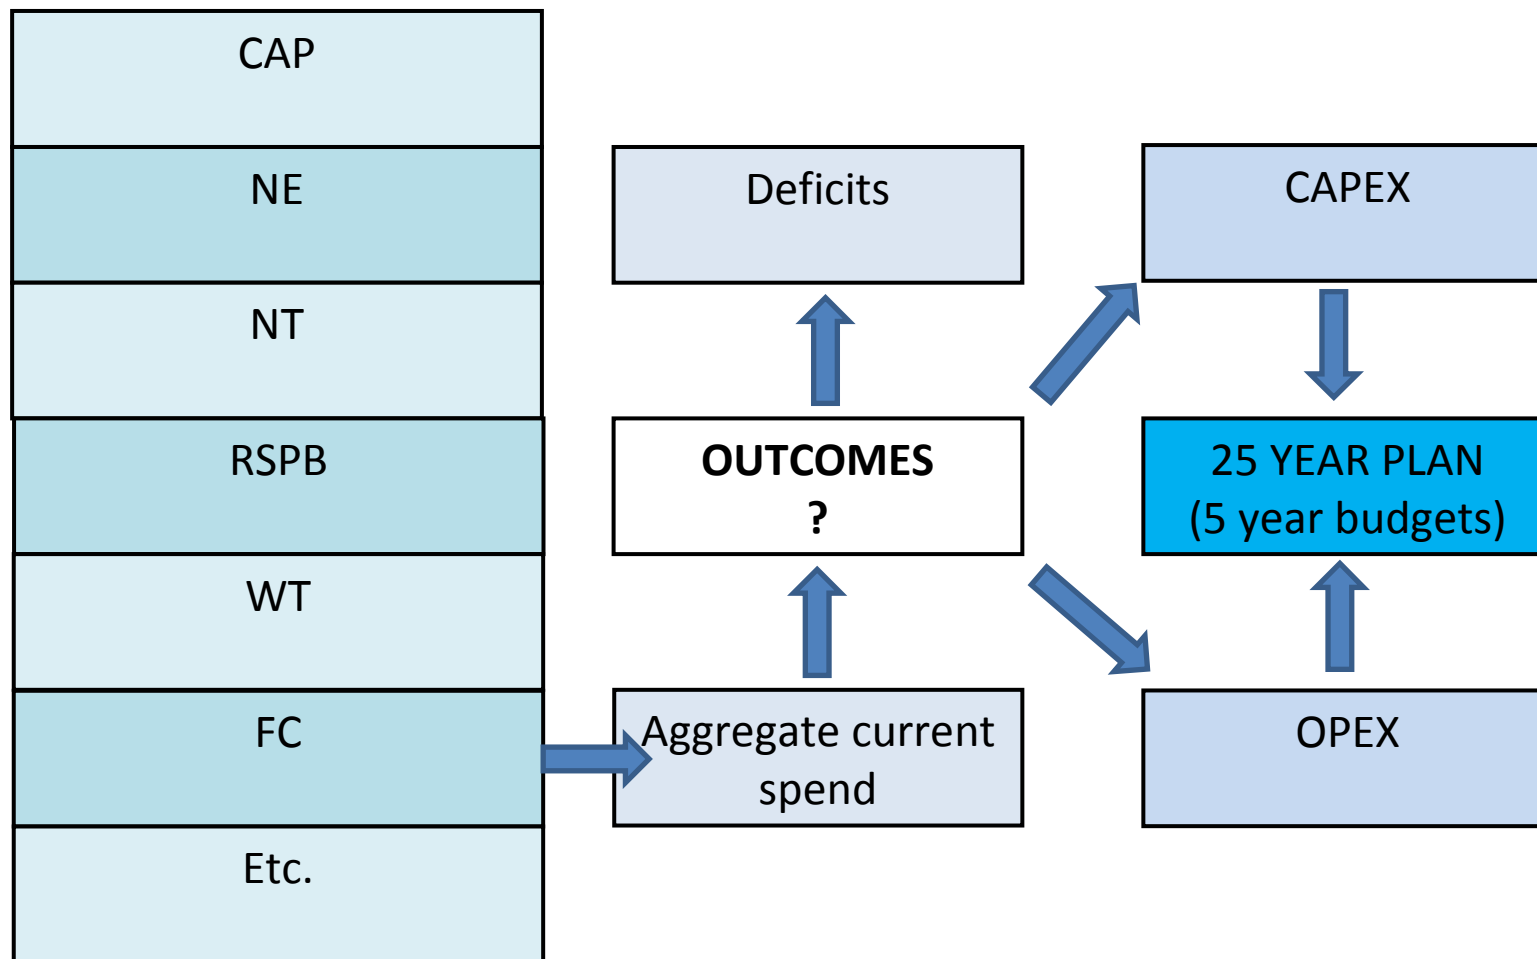 CAP
NE
NT
RSPB
WT
FC
Etc.
Deficits
OUTCOMES
?
Aggregate current
spend
CAPEX
25 YEAR PLAN
(5 year budgets)
OPEX